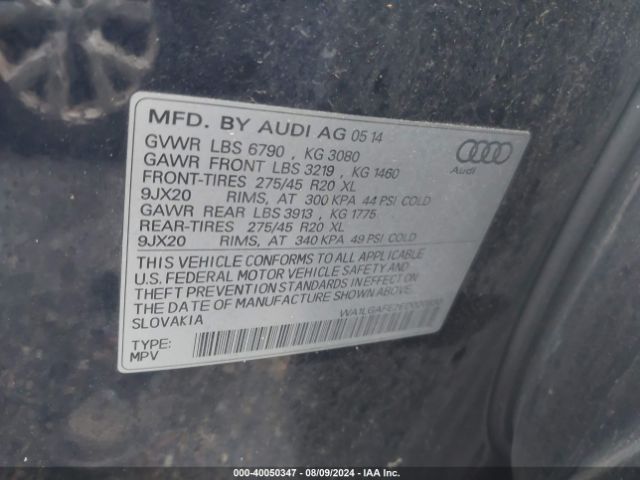 MFD. BY AUDI AG 05 14
GVWR LBS 6790 , KG 3080
GAWR FRONT LBS 3219 , KG 1460
FRONT-TIRES 275/45 R20 XL
9JX20 RIMS, AT 300 KPA 44 PSI COLD
GAWR REAR LBS 3913 , KG 1775
REAR-TIRES 275/45 R20 XL
9JX20 RIMS, AT 340 KPA 49 PSI COLD
Audi
THIS VEHICLE CONFORMS TO ALL APPLICABLE
U.S. FEDERAL MOTOR VEHICLE SAFETY AND
THEFT PREVENTION STANDARDS IN EFFECT ON
THE DATE OF MANUFACTURE SHOWN ABOVE.
SLOVAKIA
TYPE:
MPV
000-40050347 - 08/09/2024 - IAA Inc.